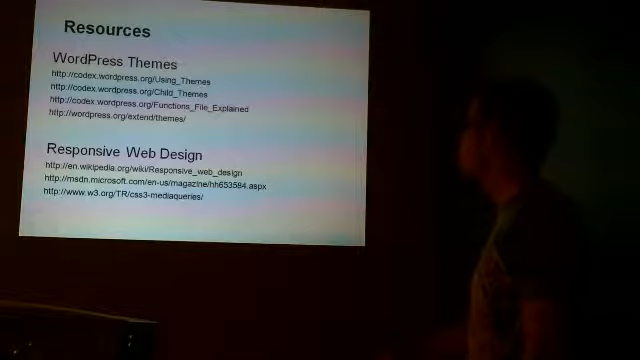 Resources
WordPress Themes
http://codex.wordpress.org/Using_Themes
http://codex.wordpress.org/Child_Themes
http://codex.wordpress.org/Functions_File_Explained
http://wordpress.org/extend/themes/
Responsive Web Design
http://en.wikipedia.org/wiki/Responsive_web_design
http://msdn.microsoft.com/en-us/magazine/hh653584.aspx
http://www.w3.org/TR/css3-mediaqueries/